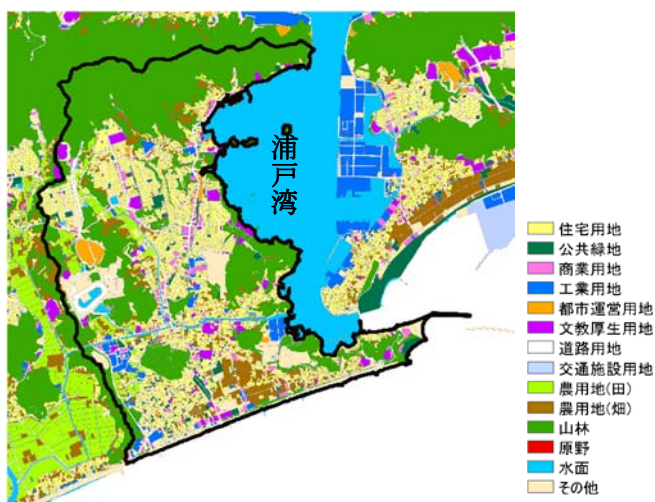 浦戸湾
住宅用地
公共緑地
商業用地
工業用地
都市運営用地
文教厚生用地
道路用地
交通施設用地
農用地(田)
農用地(畑)
山林
原野
水面
その他